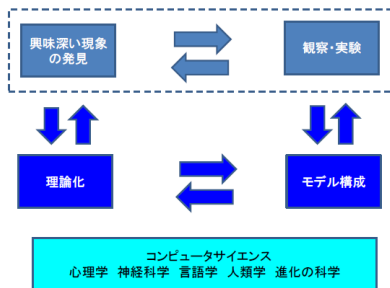 興味深い現象
の発見
観察・実験
理論化
モデル構成
コンピュータサイエンス
心理学 神経科学 言語学 人類学 進化の科学